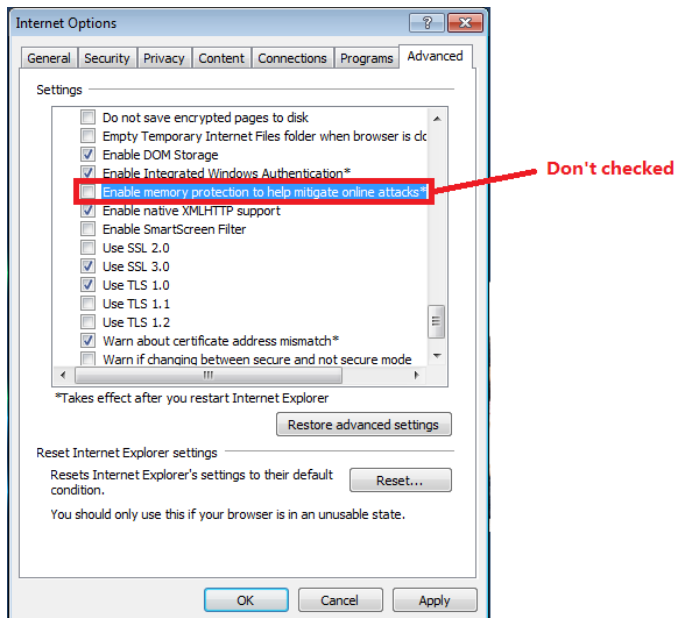 Internet Options
General Security Privacy Content Connections Programs Advanced
Settings
Do not save encrypted pages to disk
Empty Temporary Internet Files folder when browser is clo
Enable DOM Storage
Enable Integrated Windows Authentication*
Don't checked
Enable memory protection to help mitigate online attacks*
Enable native XMLHTTP support
Enable SmartScreen Filter
Use SSL 2.0
Use SSL 3.0
Use TLS 1.0
Use TLS 1.1
Use TLS 1.2
Warn about certificate address mismatch*
Warn if changing between secure and not secure mode
*Takes effect after you restart Internet Explorer
Restore advanced settings
Reset Internet Explorer settings
Resets Internet Explorer's settings to their default
condition.
Reset...
You should only use this if your browser is in an unusable state.
OK Cancel Apply